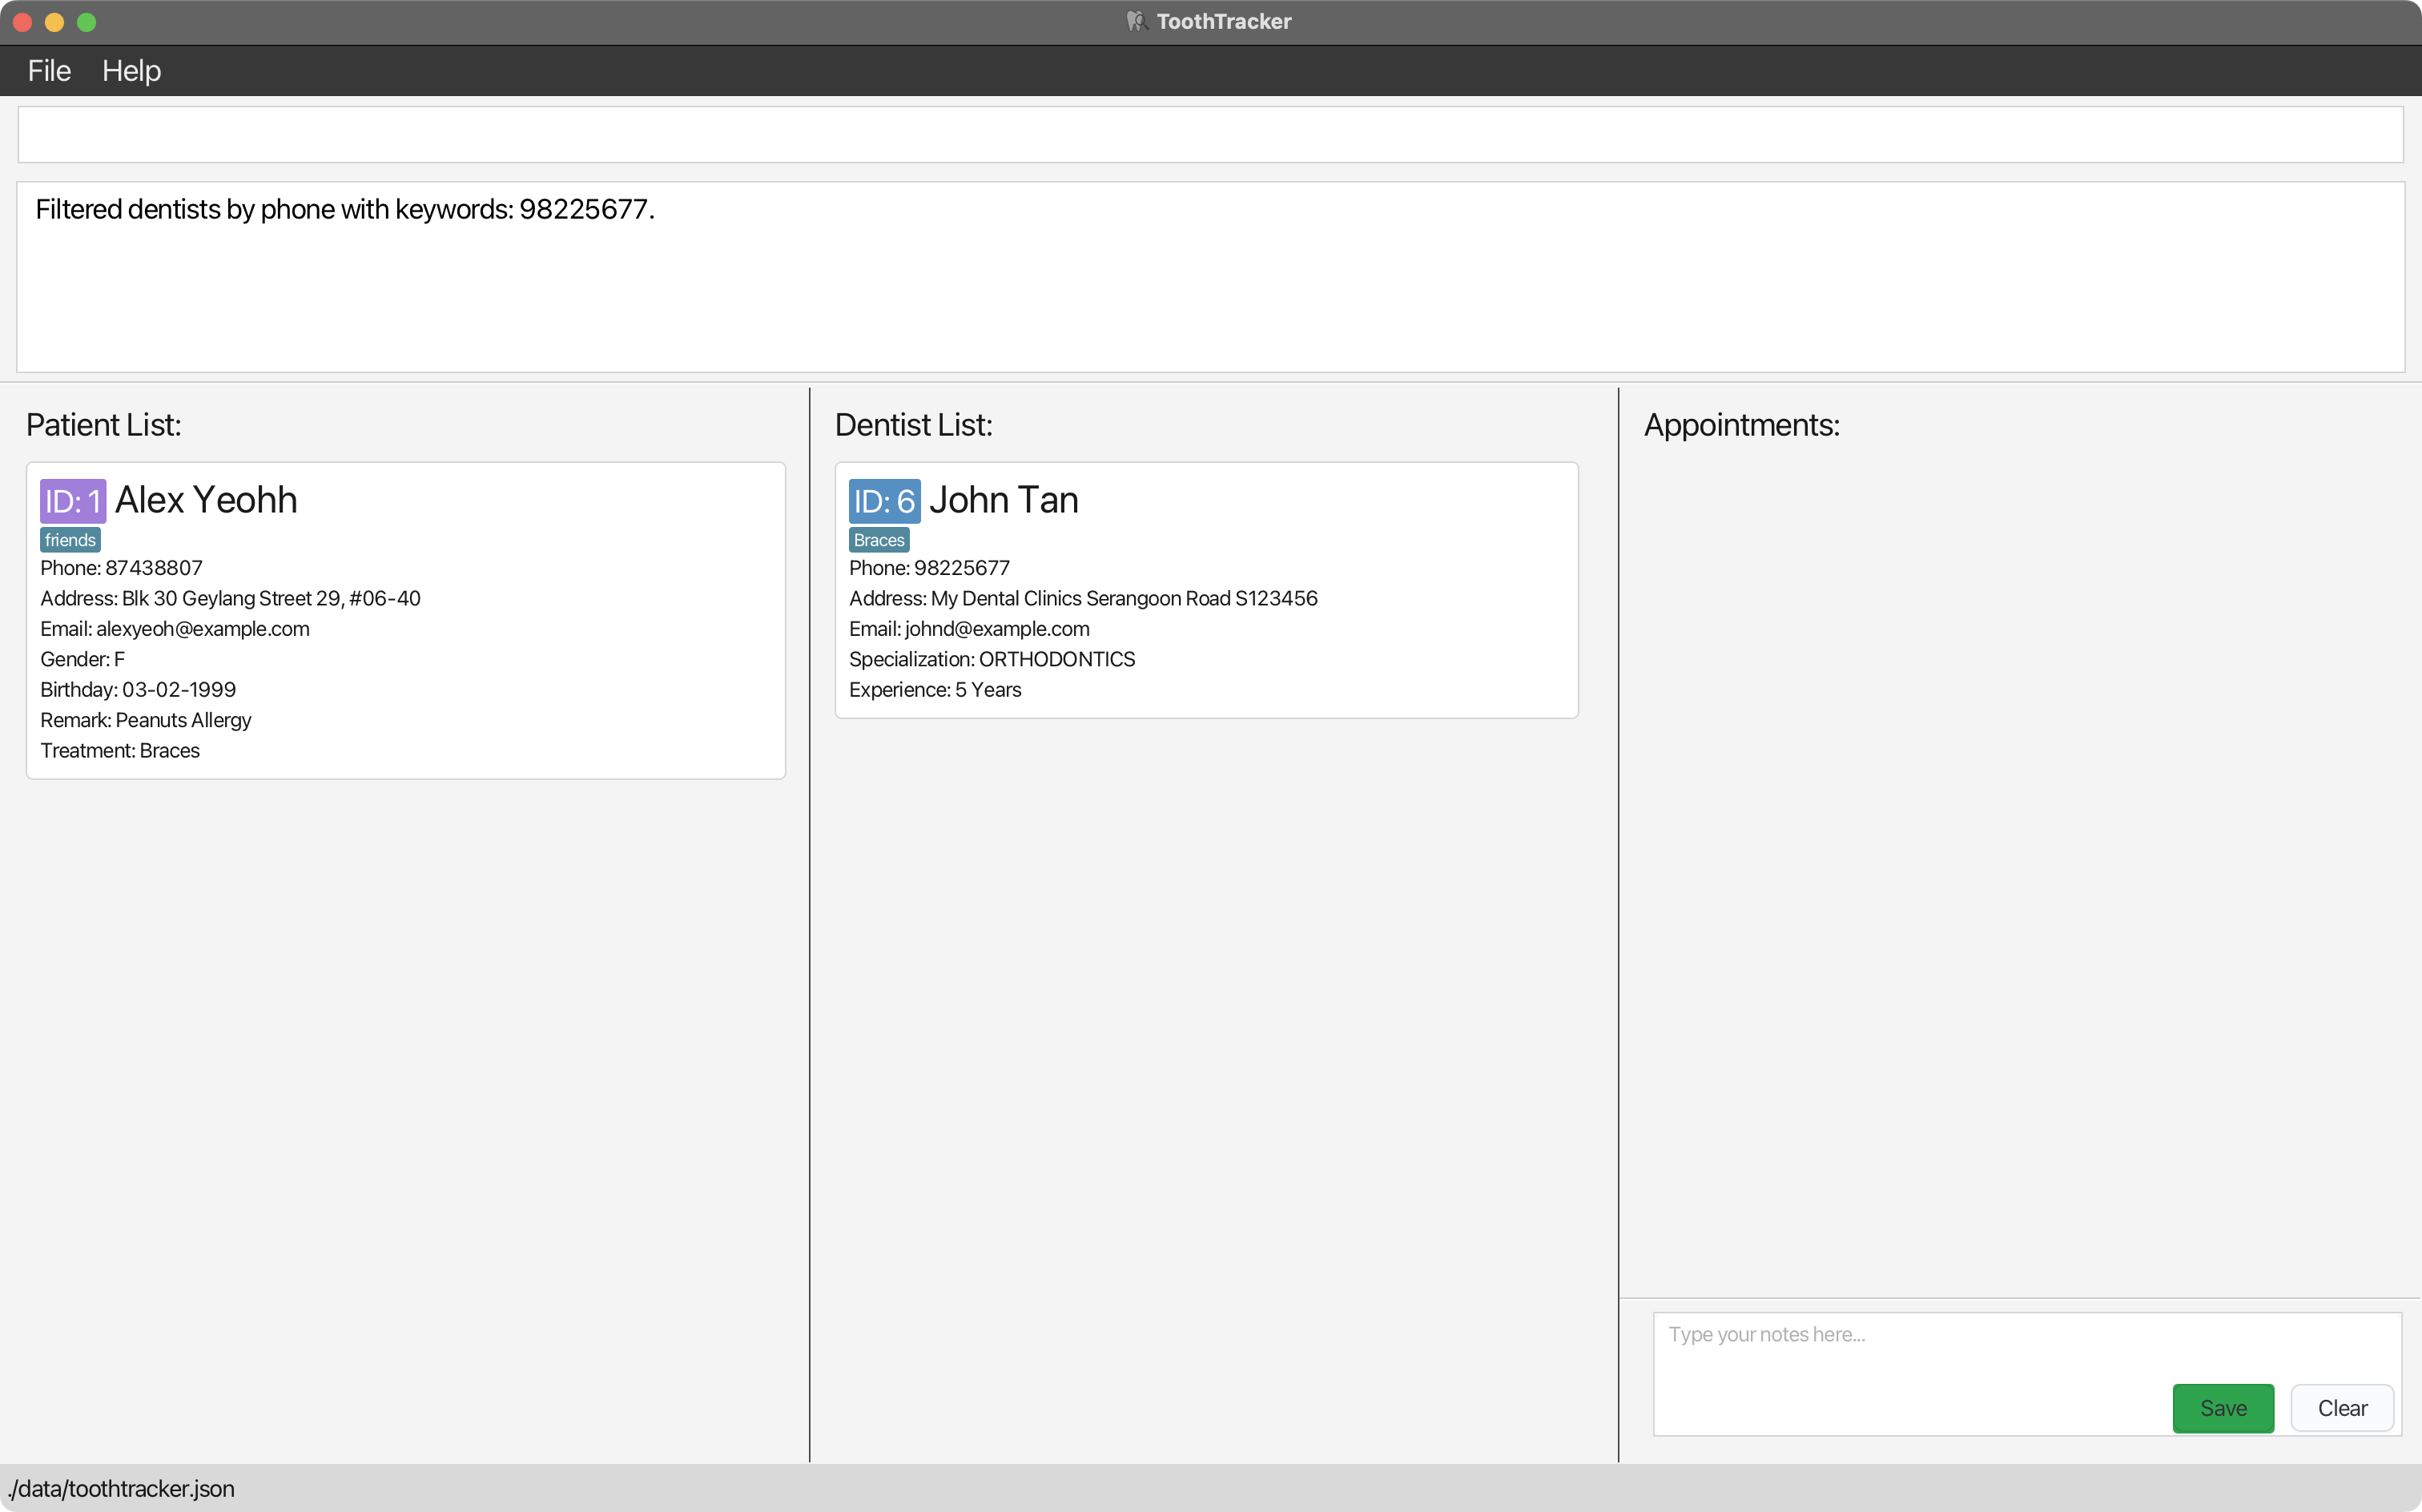 ToothTracker
File Help
Filtered dentists by phone with keywords: 98225677.
Patient List:
ID: 1 Alex Yeohh
friends
Phone: 87438807
Address: Blk 30 Geylang Street 29, #06-40
Email: alexyeoh@example.com
Gender: F
Birthday: 03-02-1999
Remark: Peanuts Allergy
Treatment: Braces
Dentist List:
ID: 6 John Tan
Braces
Phone: 98225677
Address: My Dental Clinics Serangoon Road S123456
Email: johnd@example.com
Specialization: ORTHODONTICS
Experience: 5 Years
Appointments:
Type your notes here...
Save Clear
./data/toothtracker.json